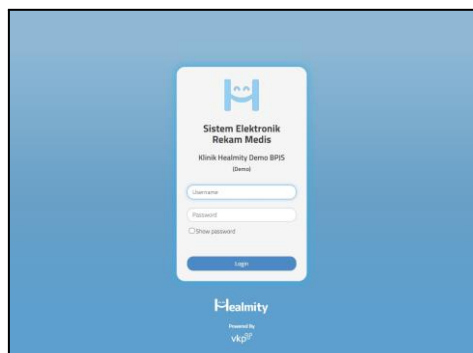 Sistem Elektronik
Rekam Medis
Klinik Healmity Demo BPJS
(Demo)
Username
Password
Show password
Login
Healmity
Powered By
vkp